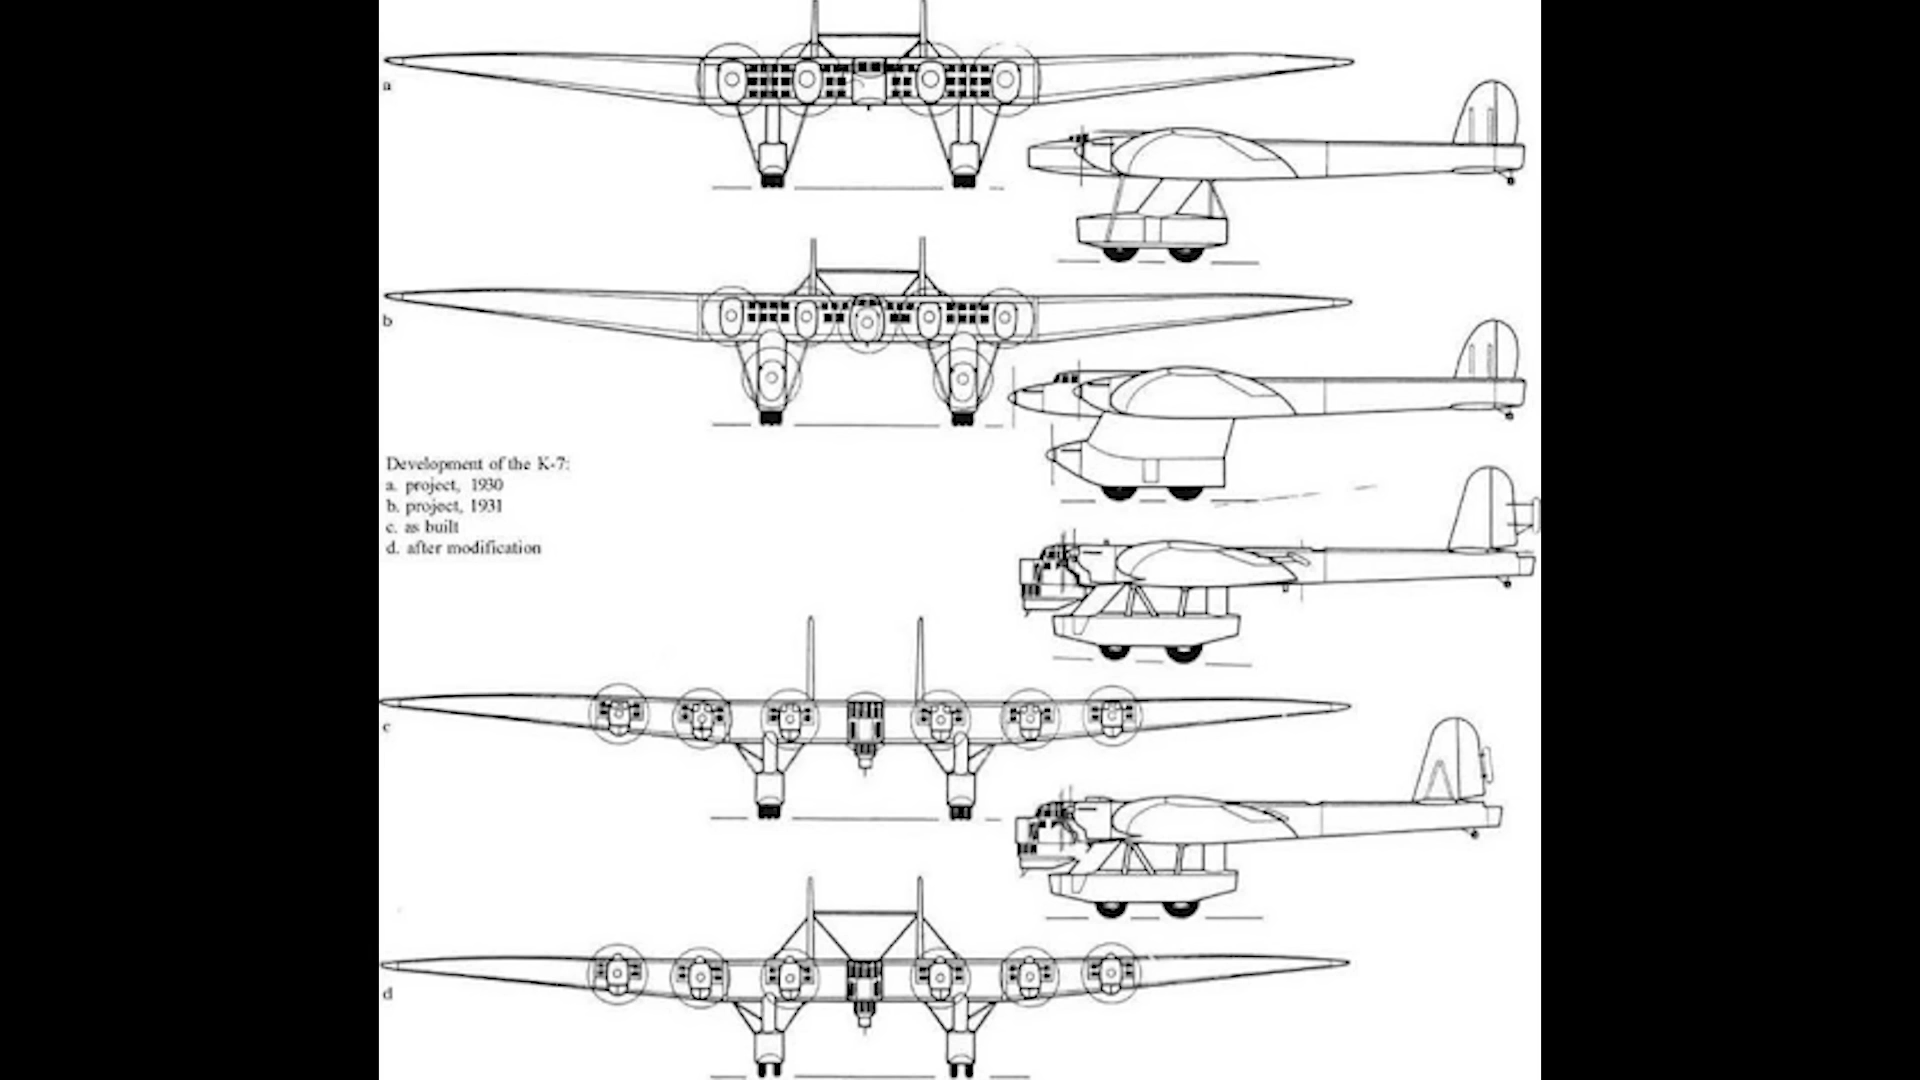 a
b
Development of the K-7:
a. project, 1930
b. project, 1931
c. as built
d. after modification
c
d